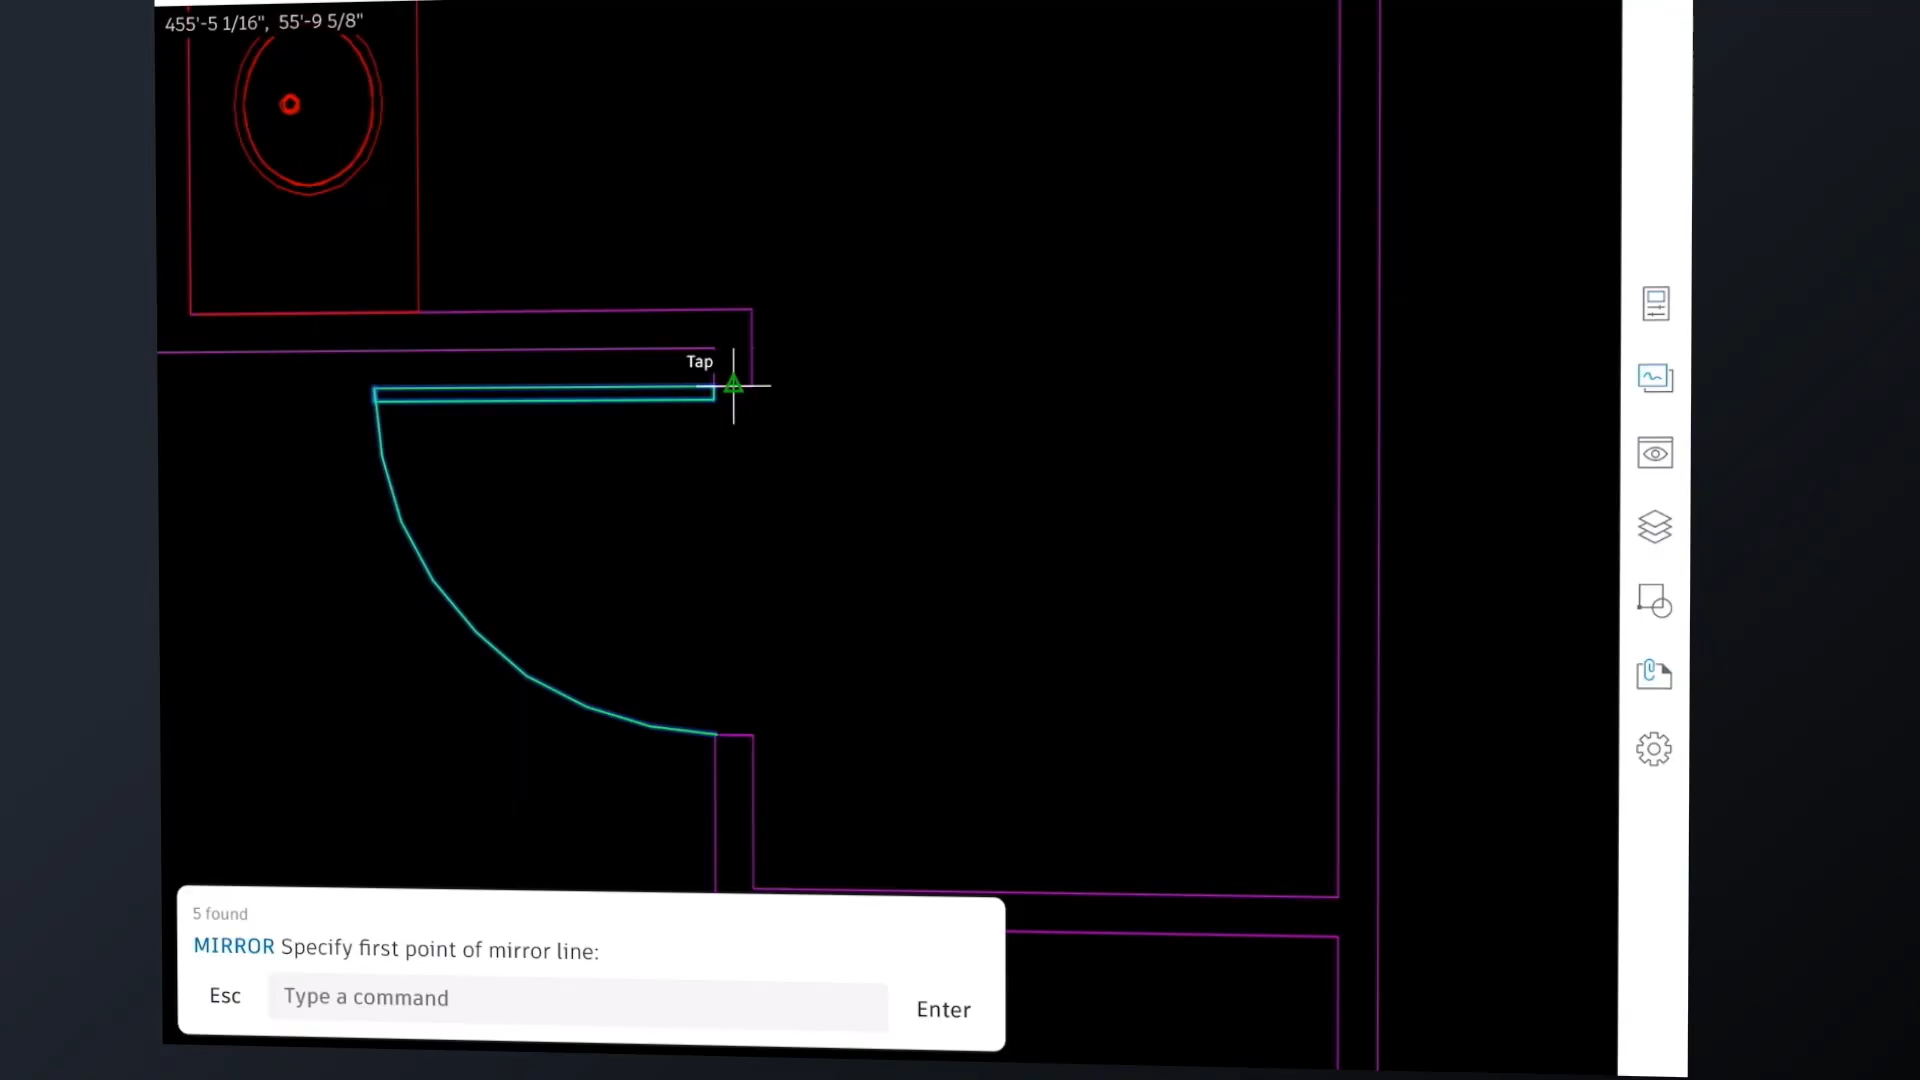 455'-5 1/16", 55'-9 5/8"
Tap
5 found
MIRROR Specify first point of mirror line:
Esc
Type a command
Enter